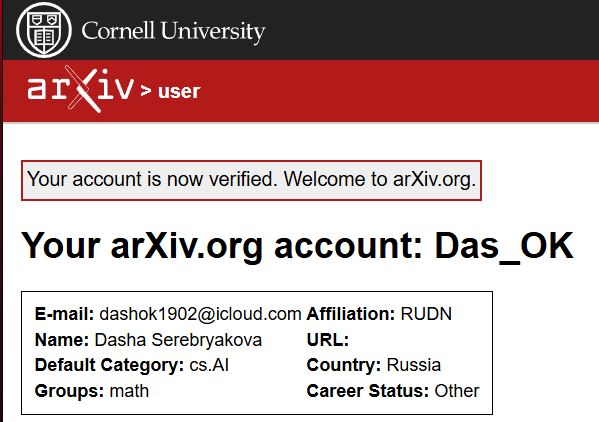 Cornell University
arXiv > user
Your account is now verified. Welcome to arXiv.org.
Your arXiv.org account: Das_OK
E-mail: dashok1902@icloud.com Affiliation: RUDN
Name: Dasha Serebryakova URL:
Default Category: cs.AI Country: Russia
Groups: math Career Status: Other